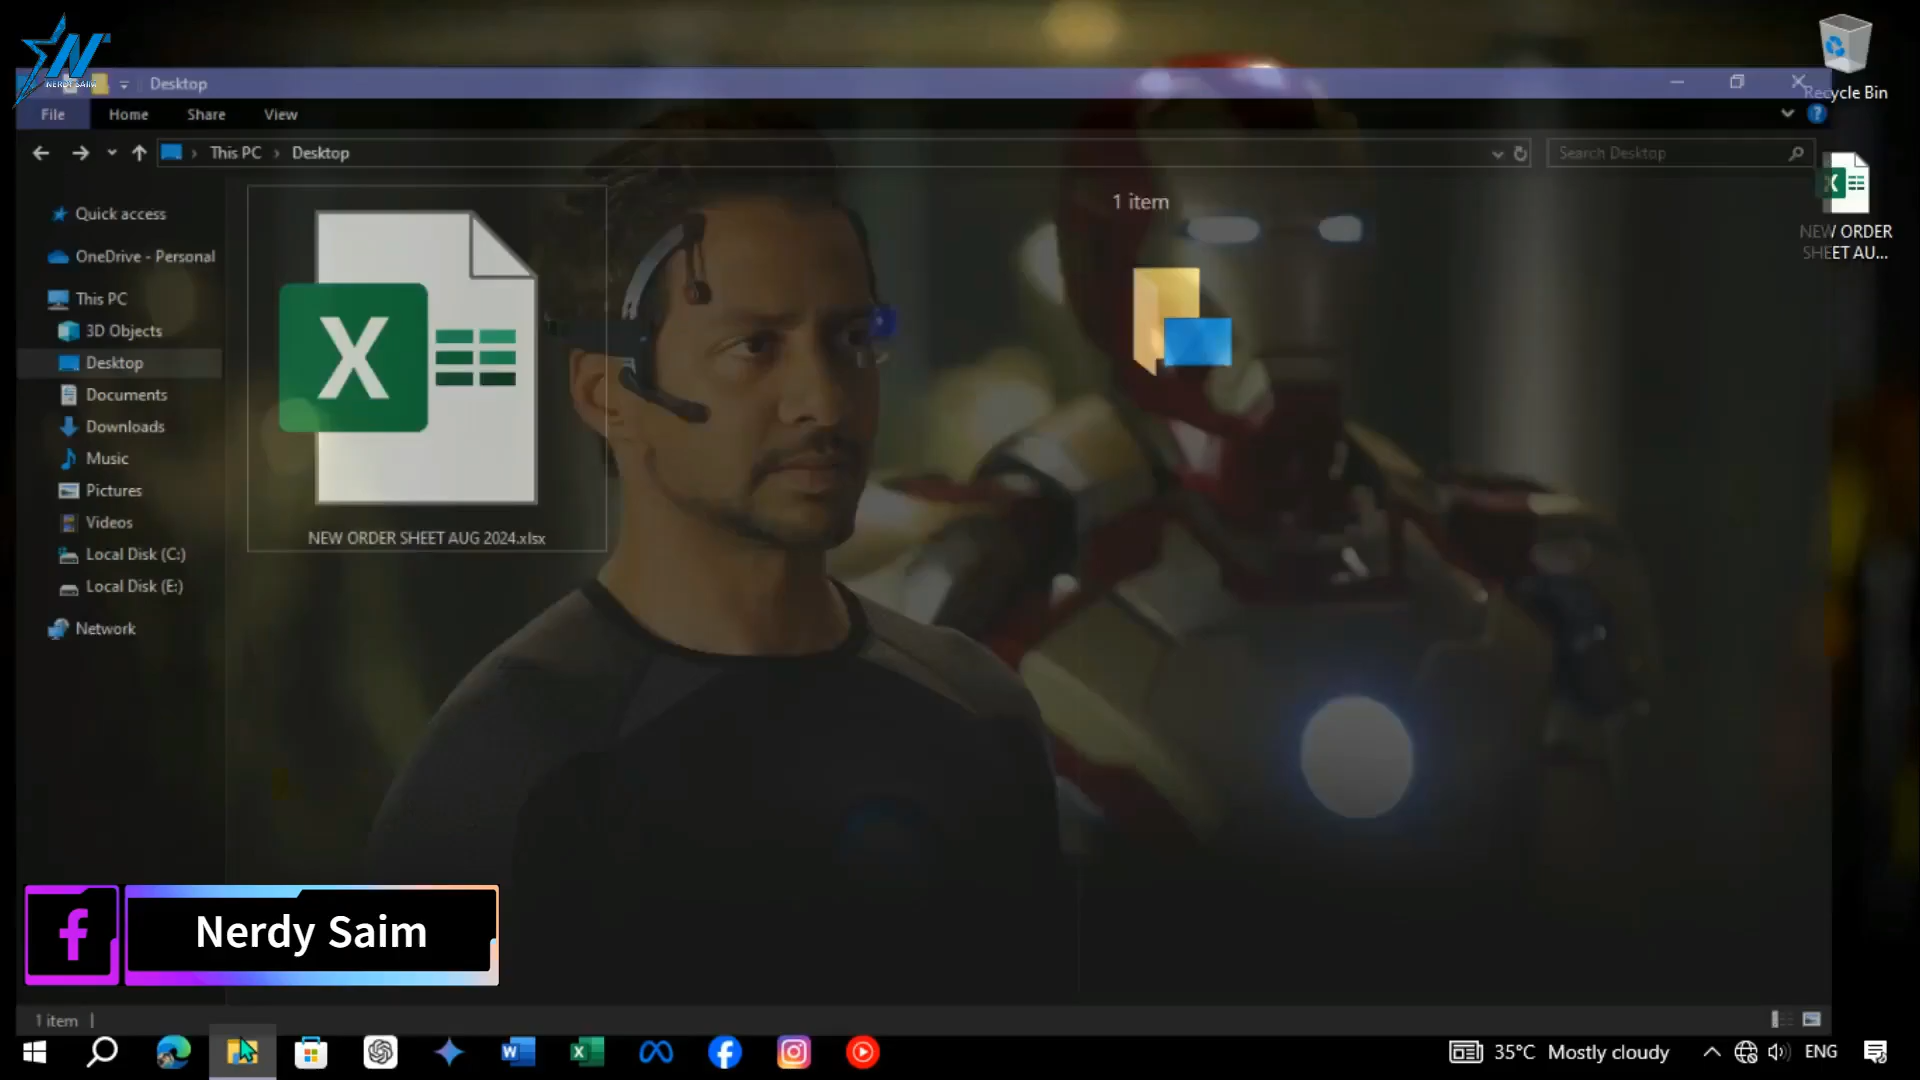 NERDY SAIM
Desktop
File Home Share View
This PC Desktop
Search Desktop
Recycle Bin
Quick access
OneDrive - Personal
This PC
3D Objects
Desktop
Documents
Downloads
Music
Pictures
Videos
Local Disk (C:)
Local Disk (E:)
Network
NEW ORDER SHEET AUG 2024.xlsx
1 item
NEW ORDER
SHEET AU...
Nerdy Saim
1 item
35°C Mostly cloudy
ENG